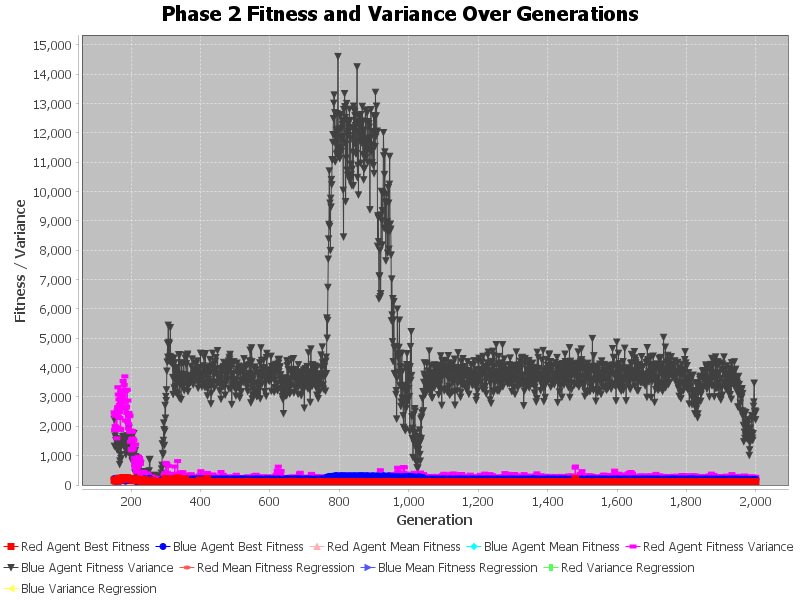 Phase 2 Fitness and Variance Over Generations
15,000
14,000
13,000
12,000
11,000
10,000
9,000
8,000
7,000
6,000
5,000
4,000
3,000
2,000
1,000
0
Fitness / Variance
200 400 600 800 1,000 1,200 1,400 1,600 1,800 2,000
Generation
Red Agent Best Fitness Blue Agent Best Fitness Red Agent Mean Fitness Blue Agent Mean Fitness Red Agent Fitness Variance
Blue Agent Fitness Variance Red Mean Fitness Regression Blue Mean Fitness Regression Red Variance Regression
Blue Variance Regression